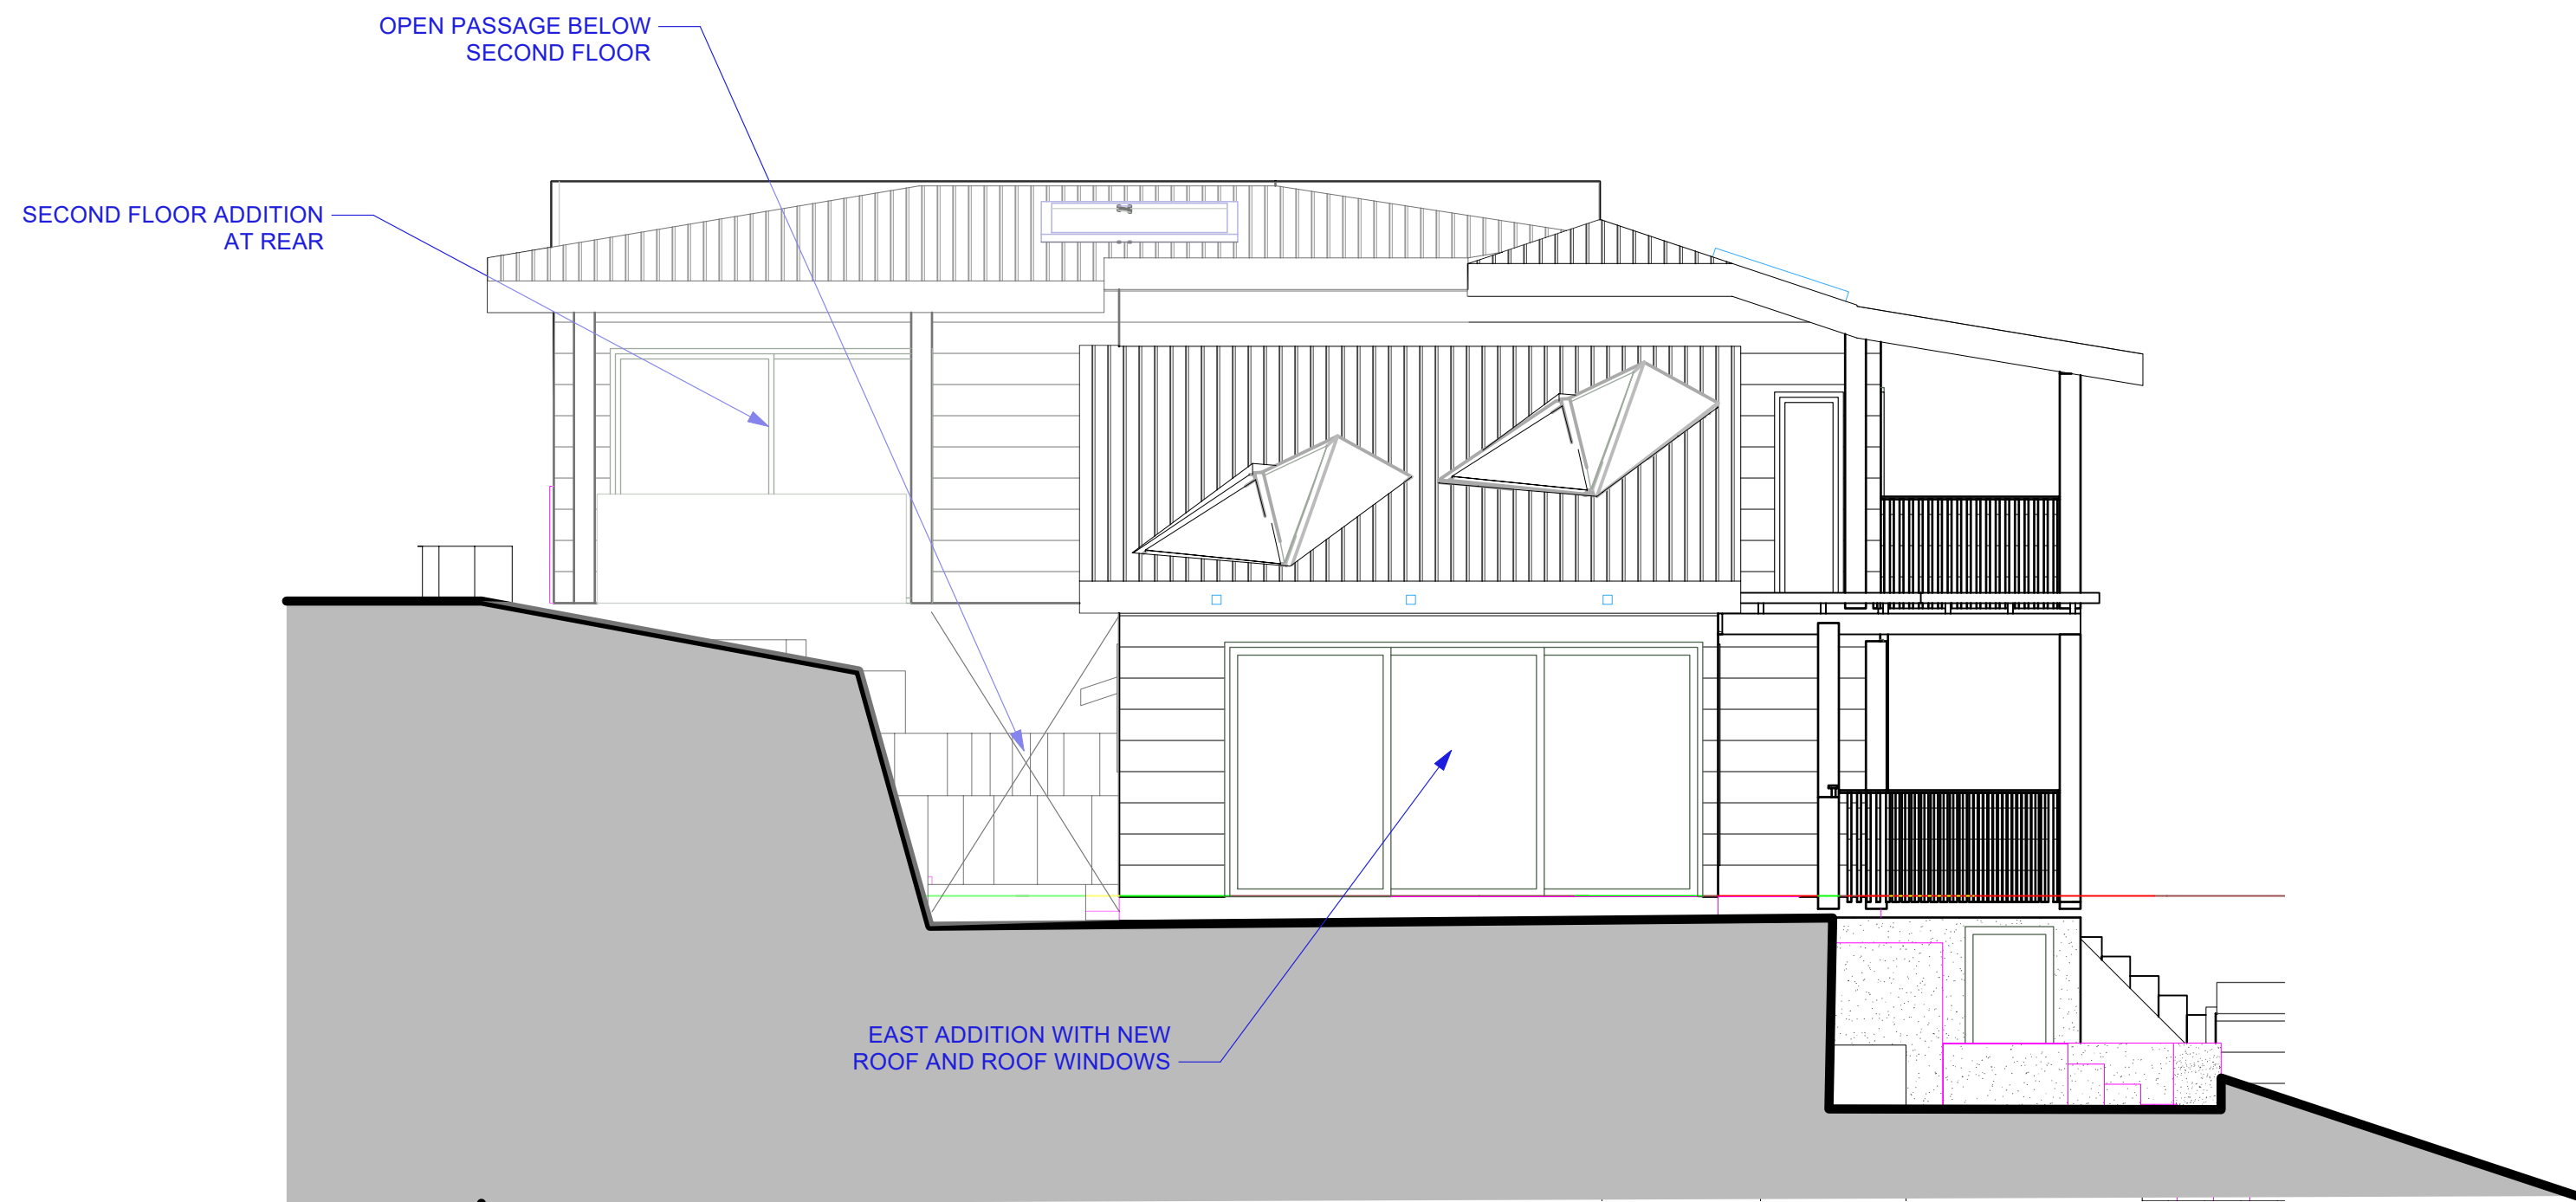 OPEN PASSAGE BELOW
SECOND FLOOR
SECOND FLOOR ADDITION
AT REAR
EAST ADDITION WITH NEW
ROOF AND ROOF WINDOWS